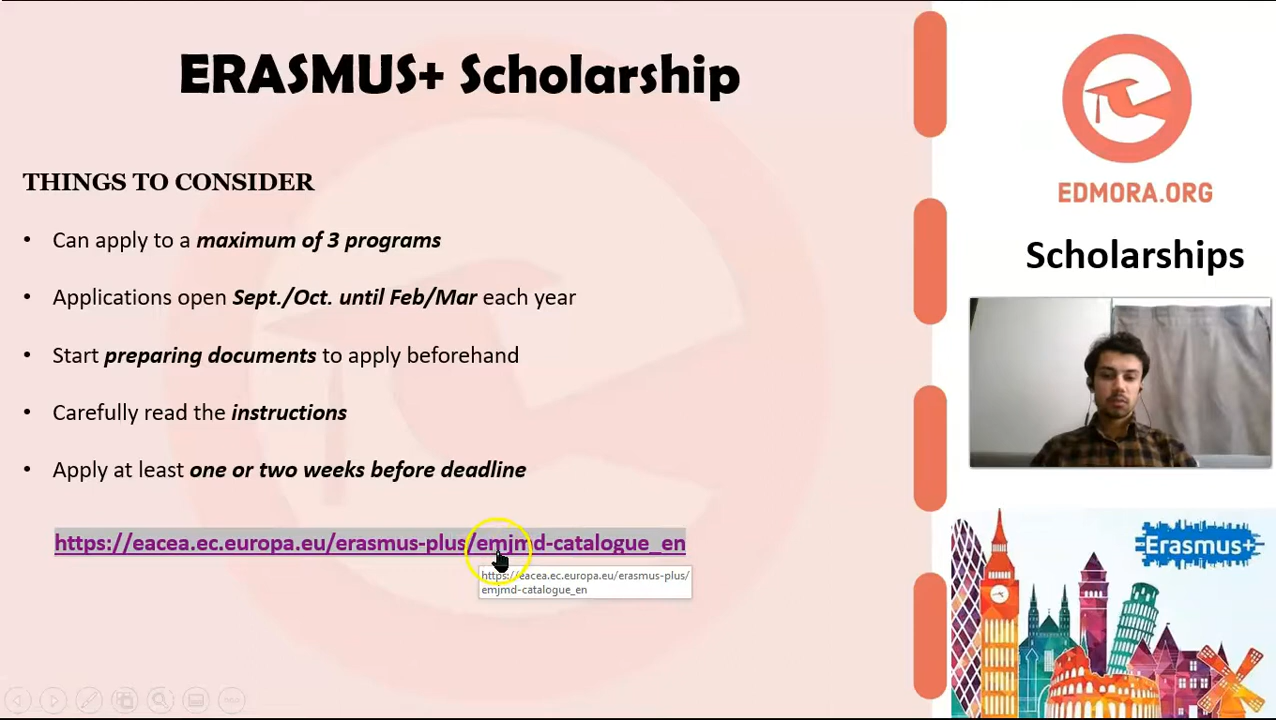 ERASMUS+ Scholarship
THINGS TO CONSIDER
• Can apply to a maximum of 3 programs
• Applications open Sept./Oct. until Feb/Mar each year
• Start preparing documents to apply beforehand
• Carefully read the instructions
• Apply at least one or two weeks before deadline
https://eacea.ec.europa.eu/erasmus-plus/emjmd-catalogue_en
https://eacea.ec.europa.eu/erasmus-plus/
emjmd-catalogue_en
EDMORA.ORG
Scholarships
Erasmus+